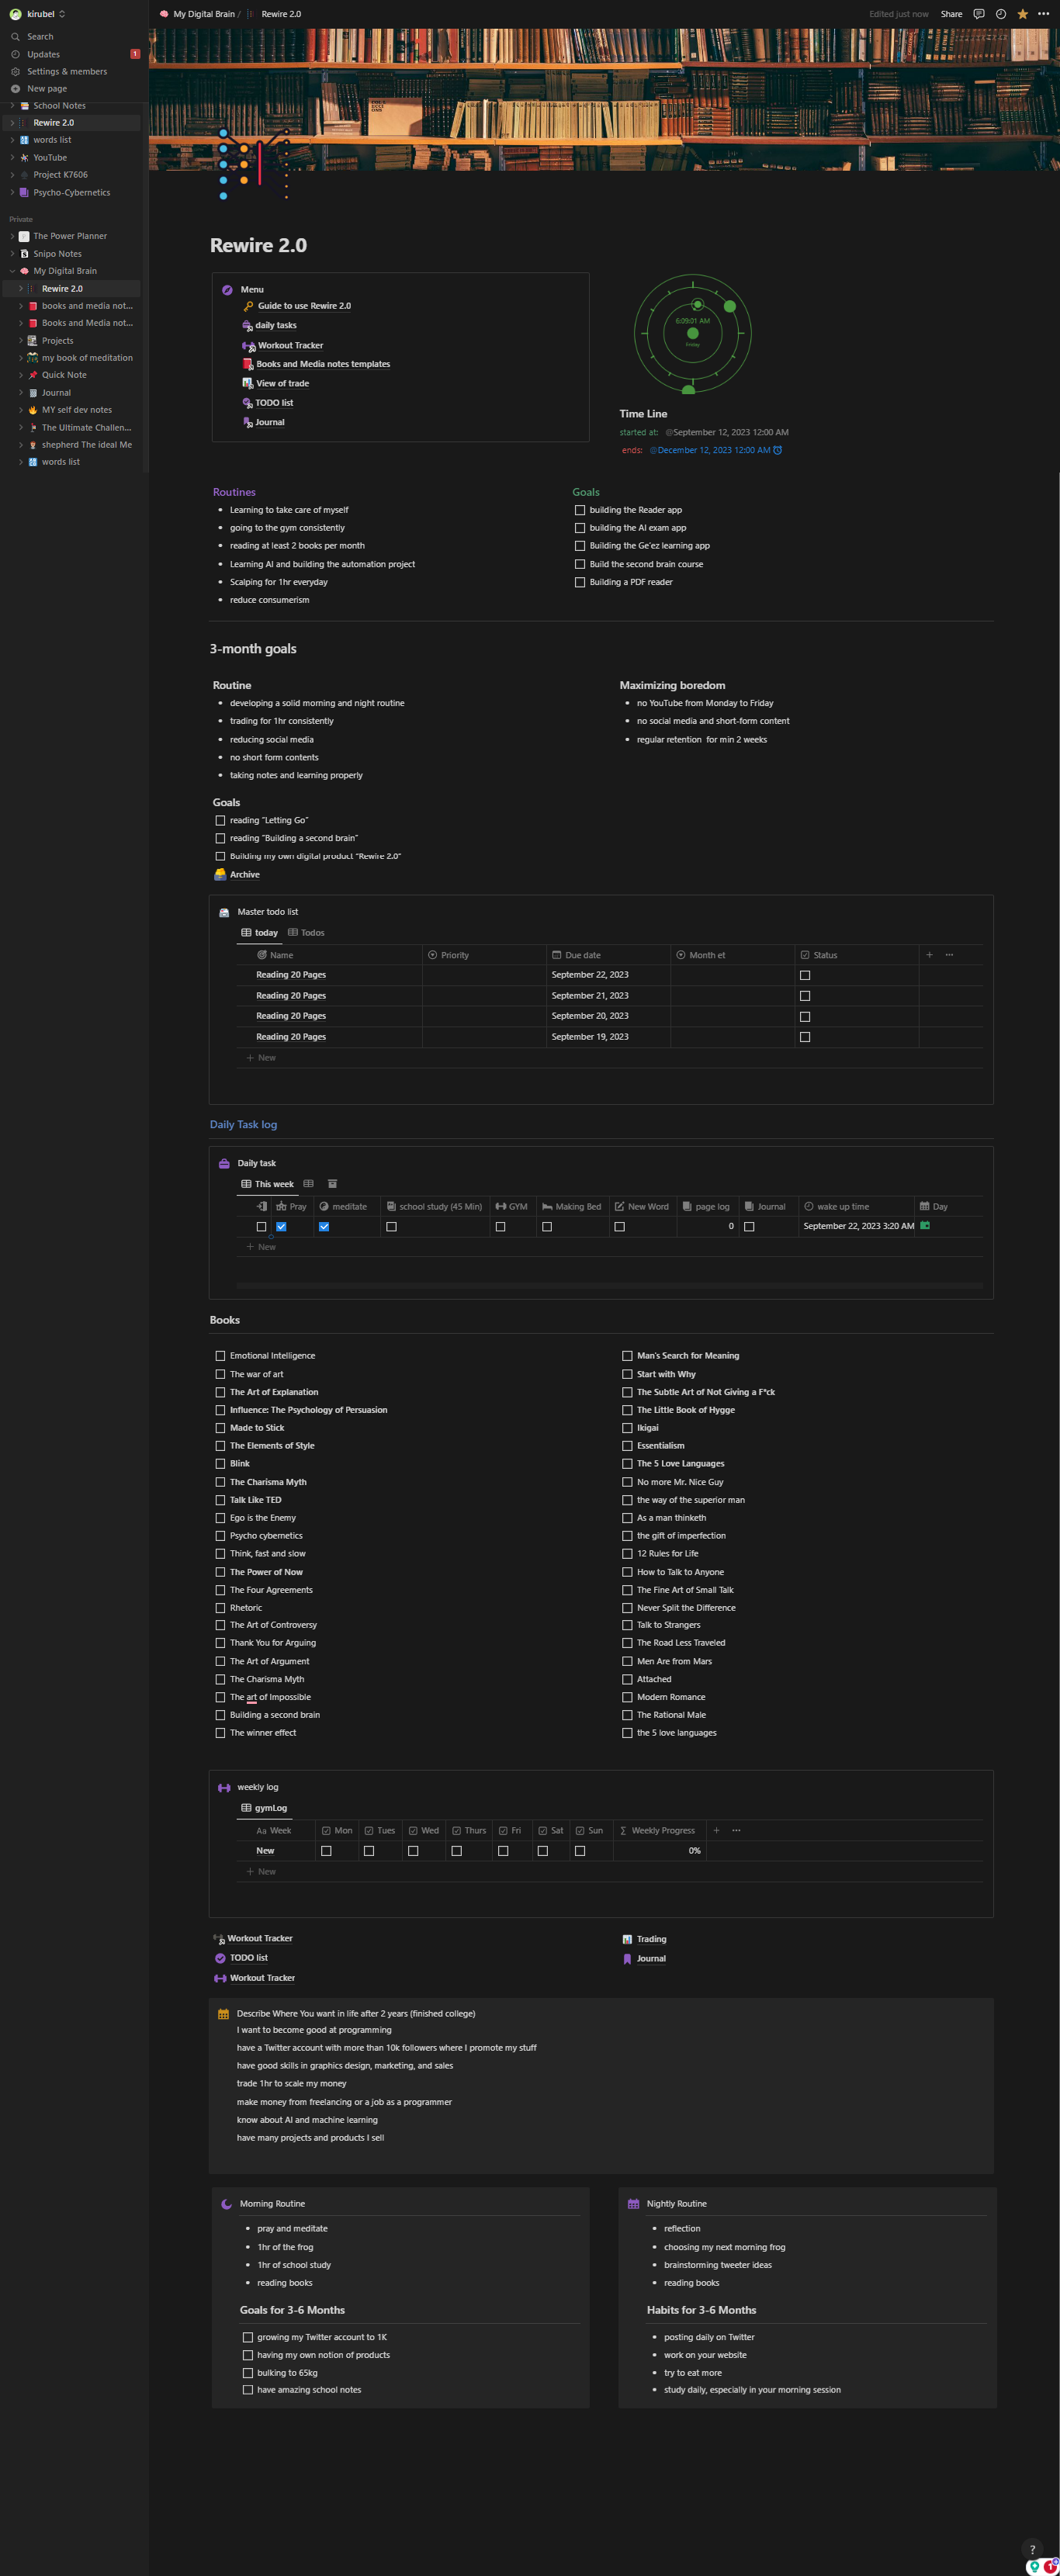 kirubel
Search
Updates
1
Settings & members
New page
School Notes
Rewire 2.0
words list
YouTube
Project K7606
Psycho-Cybernetics
Private
The Power Planner
Snipo Notes
My Digital Brain
Rewire 2.0
books and media not...
Books and Media not...
Projects
my book of meditation
Quick Note
Journal
MY self dev notes
The Ultimate Challen...
shepherd The ideal Me
words list
My Digital Brain / Rewire 2.0
Edited just now Share
Rewire 2.0
Menu
Guide to use Rewire 2.0
daily tasks
Workout Tracker
Books and Media notes templates
View of trade
TODO list
Journal
6:09:01 AM
Friday
Time Line
started at: @September 12, 2023 12:00 AM
ends: @December 12, 2023 12:00 AM
Routines
Learning to take care of myself
going to the gym consistently
reading at least 2 books per month
Learning AI and building the automation project
Scalping for 1hr everyday
reduce consumerism
Goals
building the Reader app
building the AI exam app
Building the Ge'ez learning app
Build the second brain course
Building a PDF reader
3-month goals
Routine
developing a solid morning and night routine
trading for 1hr consistently
reducing social media
no short form contents
taking notes and learning properly
Maximizing boredom
no YouTube from Monday to Friday
no social media and short-form content
regular retention for min 2 weeks
Goals
reading "Letting Go"
reading "Building a second brain"
Building my own digital product "Rewire 2.0"
Archive
Master todo list
today Todos
Name Priority Due date Month et Status
Reading 20 Pages September 22, 2023
Reading 20 Pages September 21, 2023
Reading 20 Pages September 20, 2023
Reading 20 Pages September 19, 2023
New
Daily Task log
Daily task
This week
Pray meditate school study (45 Min) GYM Making Bed New Word page log Journal wake up time Day
0 September 22, 2023 3:20 AM
New
Books
Emotional Intelligence
The war of art
The Art of Explanation
Influence: The Psychology of Persuasion
Made to Stick
The Elements of Style
Blink
The Charisma Myth
Talk Like TED
Ego is the Enemy
Psycho cybernetics
Think, fast and slow
The Power of Now
The Four Agreements
Rhetoric
The Art of Controversy
Thank You for Arguing
The Art of Argument
The Charisma Myth
The art of Impossible
Building a second brain
The winner effect
Man's Search for Meaning
Start with Why
The Subtle Art of Not Giving a F*ck
The Little Book of Hygge
Ikigai
Essentialism
The 5 Love Languages
No more Mr. Nice Guy
the way of the superior man
As a man thinketh
the gift of imperfection
12 Rules for Life
How to Talk to Anyone
The Fine Art of Small Talk
Never Split the Difference
Talk to Strangers
The Road Less Traveled
Men Are from Mars
Attached
Modern Romance
The Rational Male
the 5 love languages
weekly log
gymLog
Aa Week Mon Tues Wed Thurs Fri Sat Sun Weekly Progress
New 0%
New
Workout Tracker
TODO list
Workout Tracker
Trading
Journal
Describe Where You want in life after 2 years (finished college)
I want to become good at programming
have a Twitter account with more than 10k followers where I promote my stuff
have good skills in graphics design, marketing, and sales
trade 1hr to scale my money
make money from freelancing or a job as a programmer
know about AI and machine learning
have many projects and products I sell
Morning Routine
pray and meditate
1hr of the frog
1hr of school study
reading books
Goals for 3-6 Months
growing my Twitter account to 1K
having my own notion of products
bulking to 65kg
have amazing school notes
Nightly Routine
reflection
choosing my next morning frog
brainstorming tweeter ideas
reading books
Habits for 3-6 Months
posting daily on Twitter
work on your website
try to eat more
study daily, especially in your morning session
?